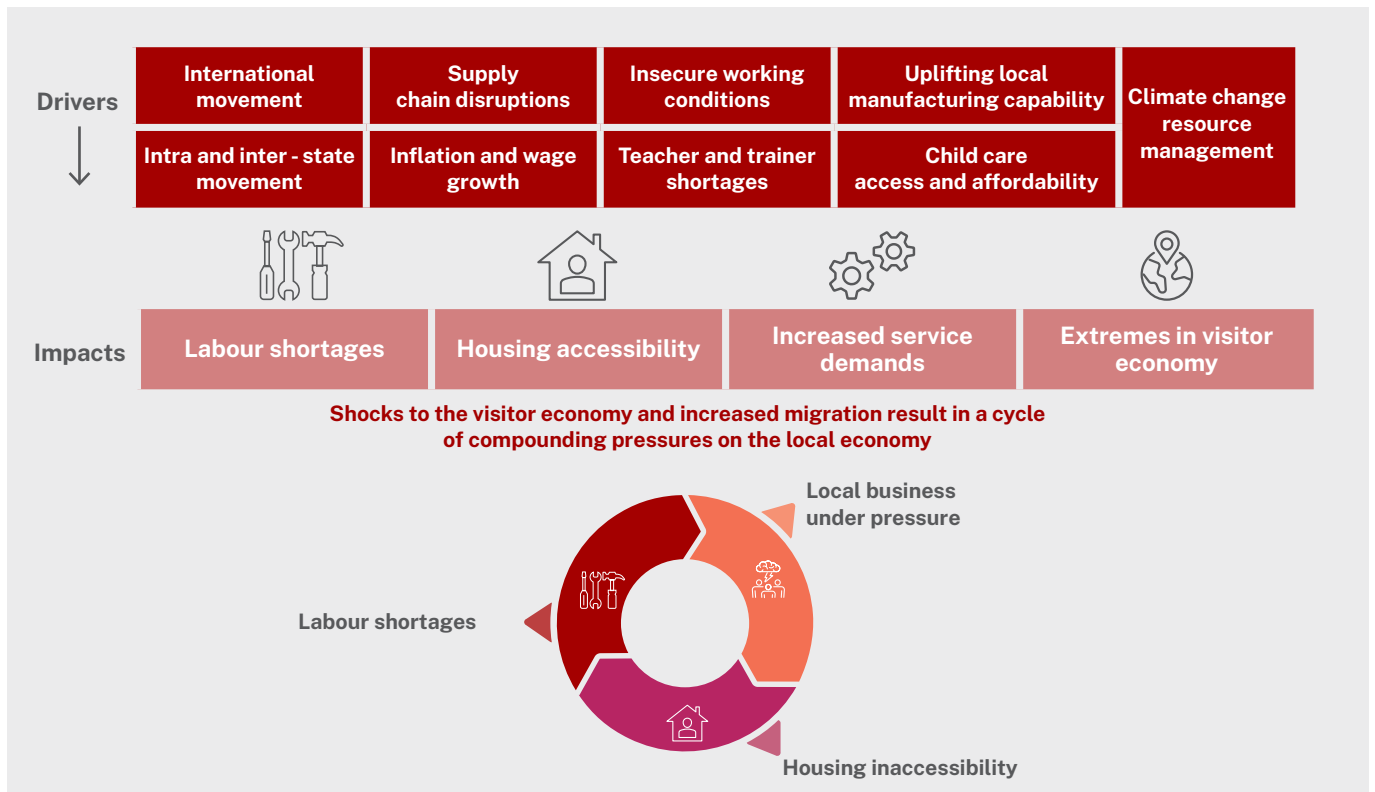 Drivers
International
movement
Supply
chain disruptions
Insecure working
conditions
Uplifting local
manufacturing capability
Climate change
resource
management
Intra and inter - state
movement
Inflation and wage
growth
Teacher and trainer
shortages
Child care
access and affordability
Impacts
Labour shortages
Housing accessibility
Increased service
demands
Extremes in visitor
economy
Shocks to the visitor economy and increased migration result in a cycle
of compounding pressures on the local economy
Local business
under pressure
Labour shortages
Housing inaccessibility